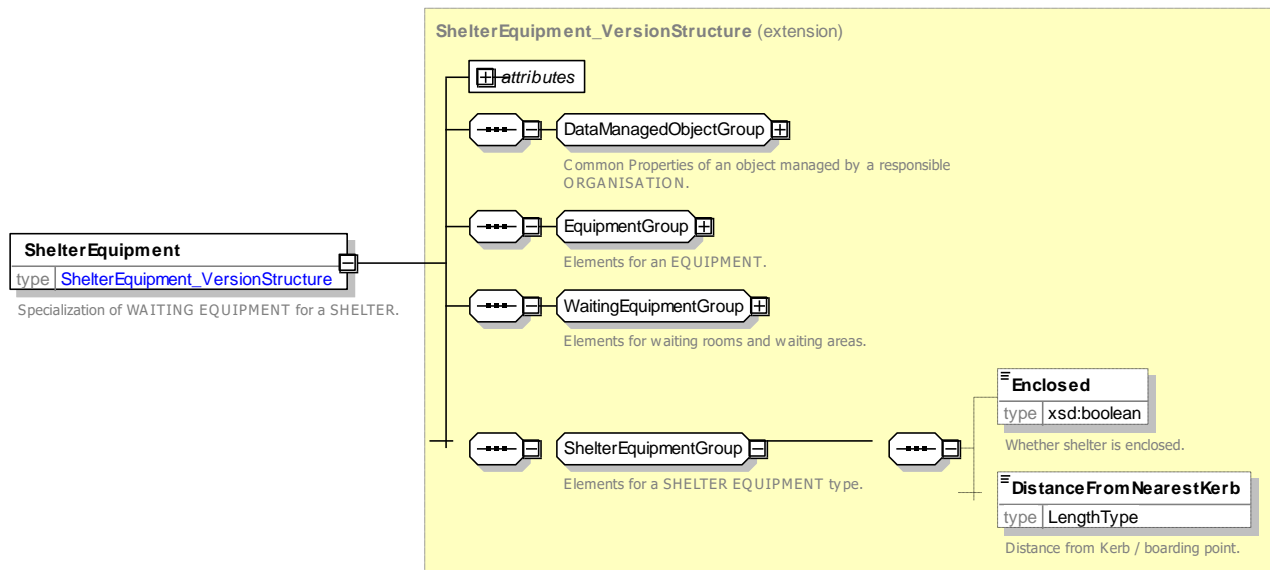 ShelterEquipment_VersionStructure (extension)
attributes
DataManagedObjectGroup
Common Properties of an object managed by a responsible
ORGANISATION.
EquipmentGroup
Elements for an EQUIPMENT.
ShelterEquipment
type ShelterEquipment_VersionStructure
Specialization of WAITING EQUIPMENT for a SHELTER.
WaitingEquipmentGroup
Elements for waiting rooms and waiting areas.
Enclosed
type xsd:boolean
Whether shelter is enclosed.
ShelterEquipmentGroup
Elements for a SHELTER EQUIPMENT type.
DistanceFromNearestKerb
type LengthType
Distance from Kerb / boarding point.